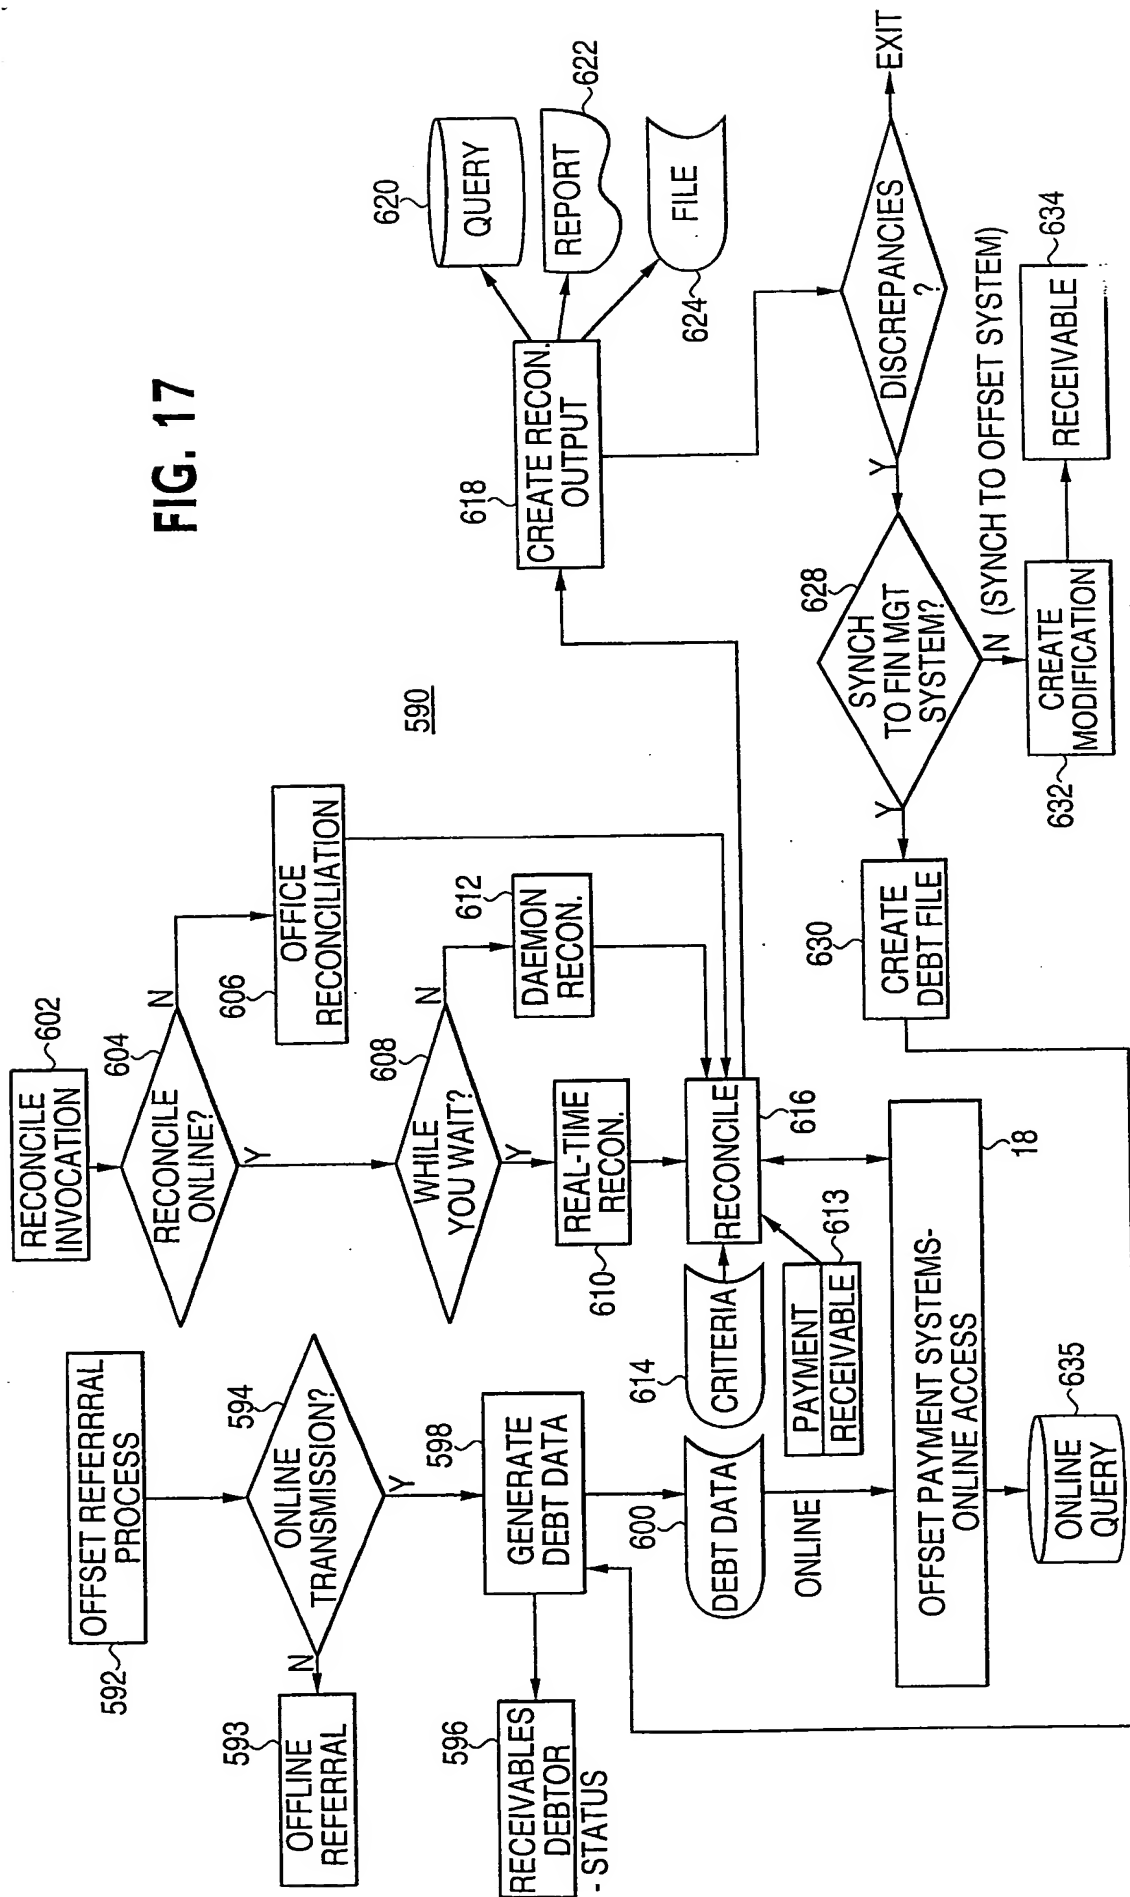 FIG. 17
590
592
OFFSET REFERRRAL
PROCESS
594
ONLINE
TRANSMISSION?
N
Y
593
OFFLINE
REFERRAL
598
GENERATE
DEBT DATA
596
RECEIVABLES
DEBTOR
- STATUS
600
DEBT DATA
ONLINE
OFFSET PAYMENT SYSTEMS-
ONLINE ACCESS
18
ONLINE
QUERY
635
RECONCILE
INVOCATION
602
604
RECONCILE
ONLINE?
N
Y
606
OFFICE
RECONCILIATION
608
WHILE
YOU WAIT?
N
Y
612
DAEMON
RECON.
REAL-TIME
RECON.
610
614
CRITERIA
PAYMENT
RECEIVABLE
613
RECONCILE
616
618
CREATE RECON.
OUTPUT
620
QUERY
REPORT
622
FILE
624
DISCREPANCIES
?
EXIT
Y
628
SYNCH
TO FIN MGT
SYSTEM?
Y
N (SYNCH TO OFFSET SYSTEM)
630
CREATE
DEBT FILE
632
CREATE
MODIFICATION
RECEIVABLE
634